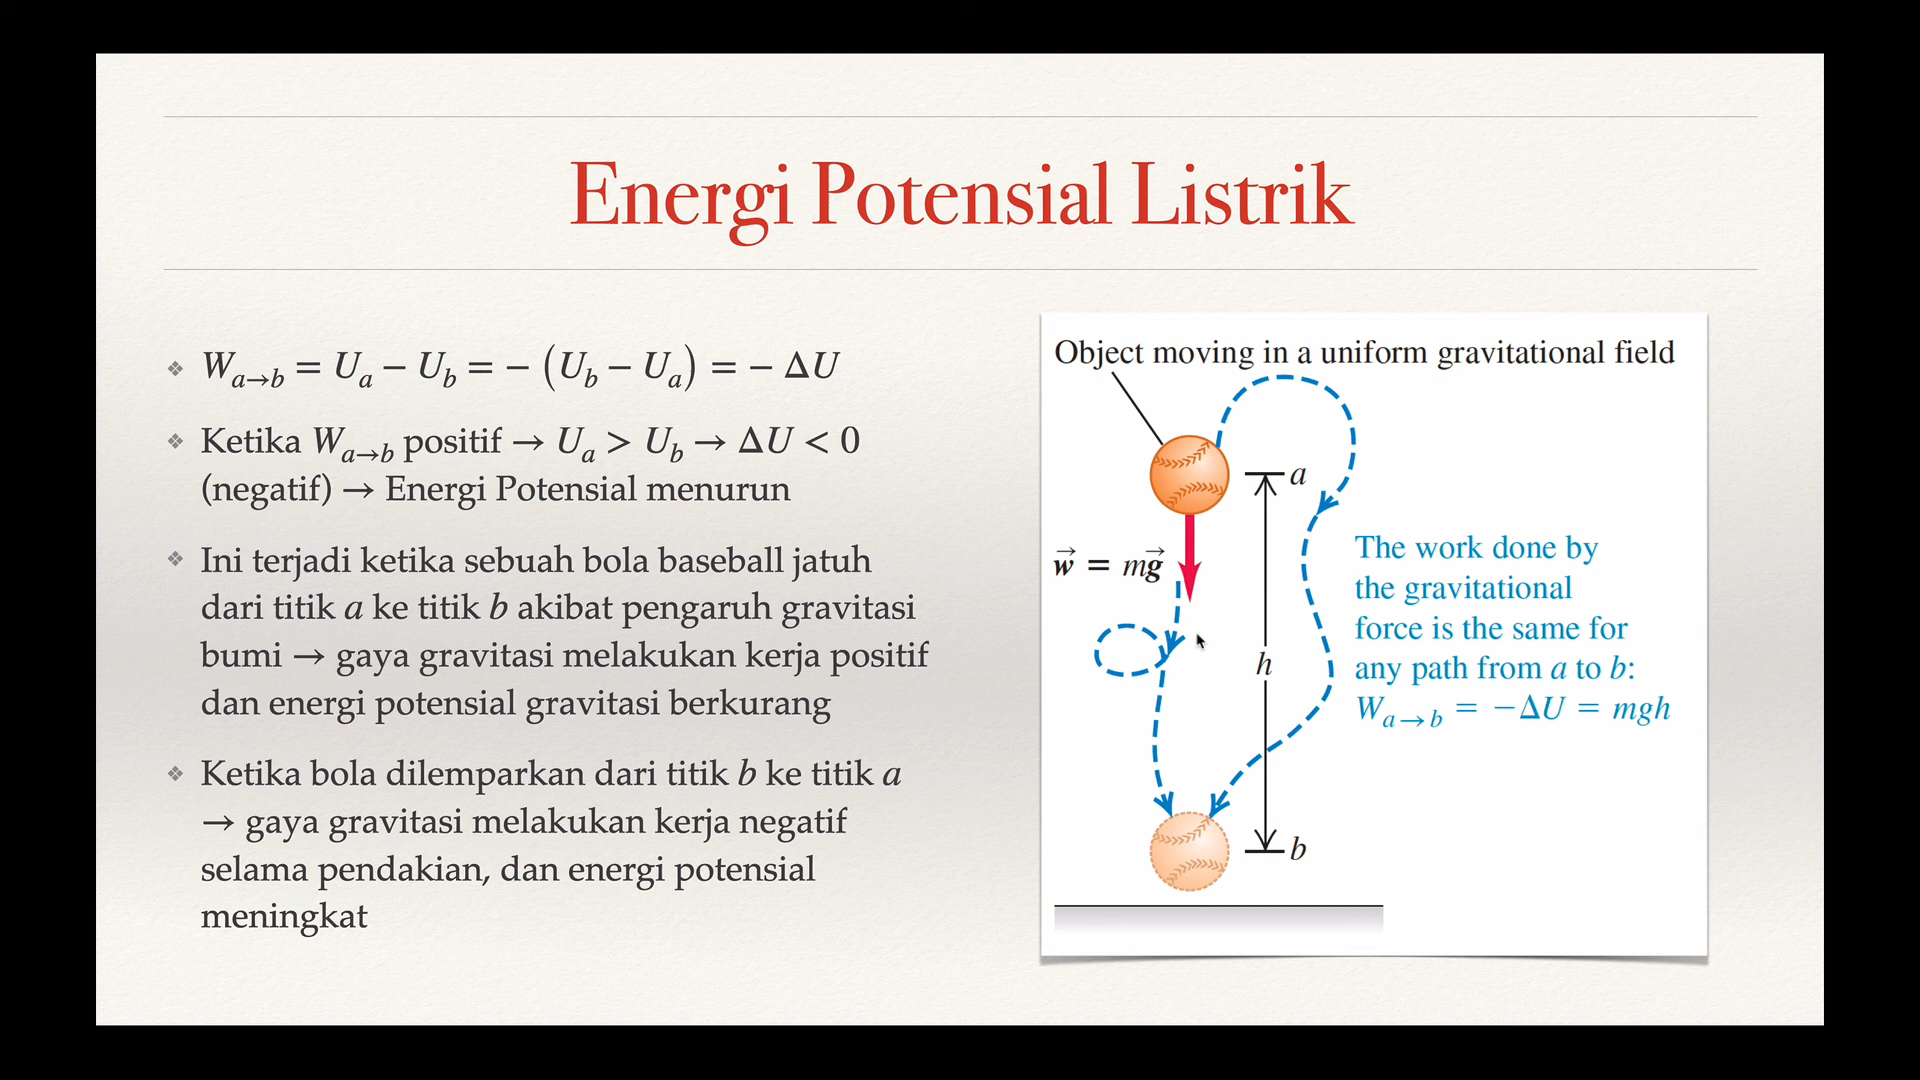 Energi Potensial Listrik
❖ W_{a→b} = U_a − U_b = − (U_b − U_a) = − ΔU
❖ Ketika W_{a→b} positif → U_a > U_b → ΔU < 0
(negatif) → Energi Potensial menurun
❖ Ini terjadi ketika sebuah bola baseball jatuh
dari titik a ke titik b akibat pengaruh gravitasi
bumi → gaya gravitasi melakukan kerja positif
dan energi potensial gravitasi berkurang
❖ Ketika bola dilemparkan dari titik b ke titik a
→ gaya gravitasi melakukan kerja negatif
selama pendakian, dan energi potensial
meningkat
Object moving in a uniform gravitational field
a
w⃗ = mg⃗
h
b
The work done by
the gravitational
force is the same for
any path from a to b:
W_{a→b} = −ΔU = mgh